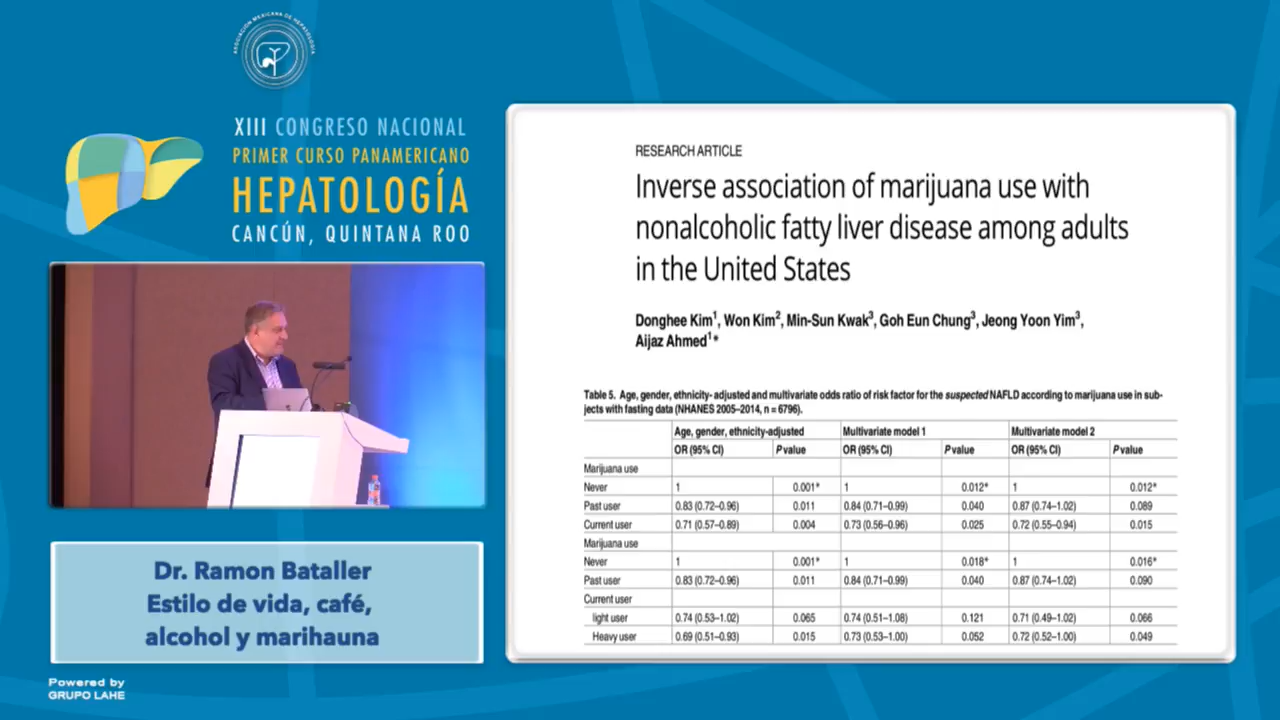 ASOCIACIÓN MEXICANA DE HEPATOLOGÍA
XIII CONGRESO NACIONAL
PRIMER CURSO PANAMERICANO
HEPATOLOGÍA
CANCÚN, QUINTANA ROO
Dr. Ramon Bataller
Estilo de vida, café,
alcohol y marihauna
Powered by
GRUPO LAHE
RESEARCH ARTICLE
Inverse association of marijuana use with
nonalcoholic fatty liver disease among adults
in the United States
Donghee Kim1, Won Kim2, Min-Sun Kwak3, Goh Eun Chung3, Jeong Yoon Yim3,
Aijaz Ahmed1*
Table 5. Age, gender, ethnicity- adjusted and multivariate odds ratio of risk factor for the suspected NAFLD according to marijuana use in sub-
jects with fasting data (NHANES 2005–2014, n = 6796).
Age, gender, ethnicity-adjusted Multivariate model 1 Multivariate model 2
OR (95% CI) P value OR (95% CI) P value OR (95% CI) P value
Marijuana use
Never 1 0.001* 1 0.012* 1 0.012*
Past user 0.83 (0.72–0.96) 0.011 0.84 (0.71–0.99) 0.040 0.87 (0.74–1.02) 0.089
Current user 0.71 (0.57–0.89) 0.004 0.73 (0.56–0.96) 0.025 0.72 (0.55–0.94) 0.015
Marijuana use
Never 1 0.001* 1 0.018* 1 0.016*
Past user 0.83 (0.72–0.96) 0.011 0.84 (0.71–0.99) 0.040 0.87 (0.74–1.02) 0.090
Current user
light user 0.74 (0.53–1.02) 0.065 0.74 (0.51–1.08) 0.121 0.71 (0.49–1.02) 0.066
Heavy user 0.69 (0.51–0.93) 0.015 0.73 (0.53–1.00) 0.052 0.72 (0.52–1.00) 0.049